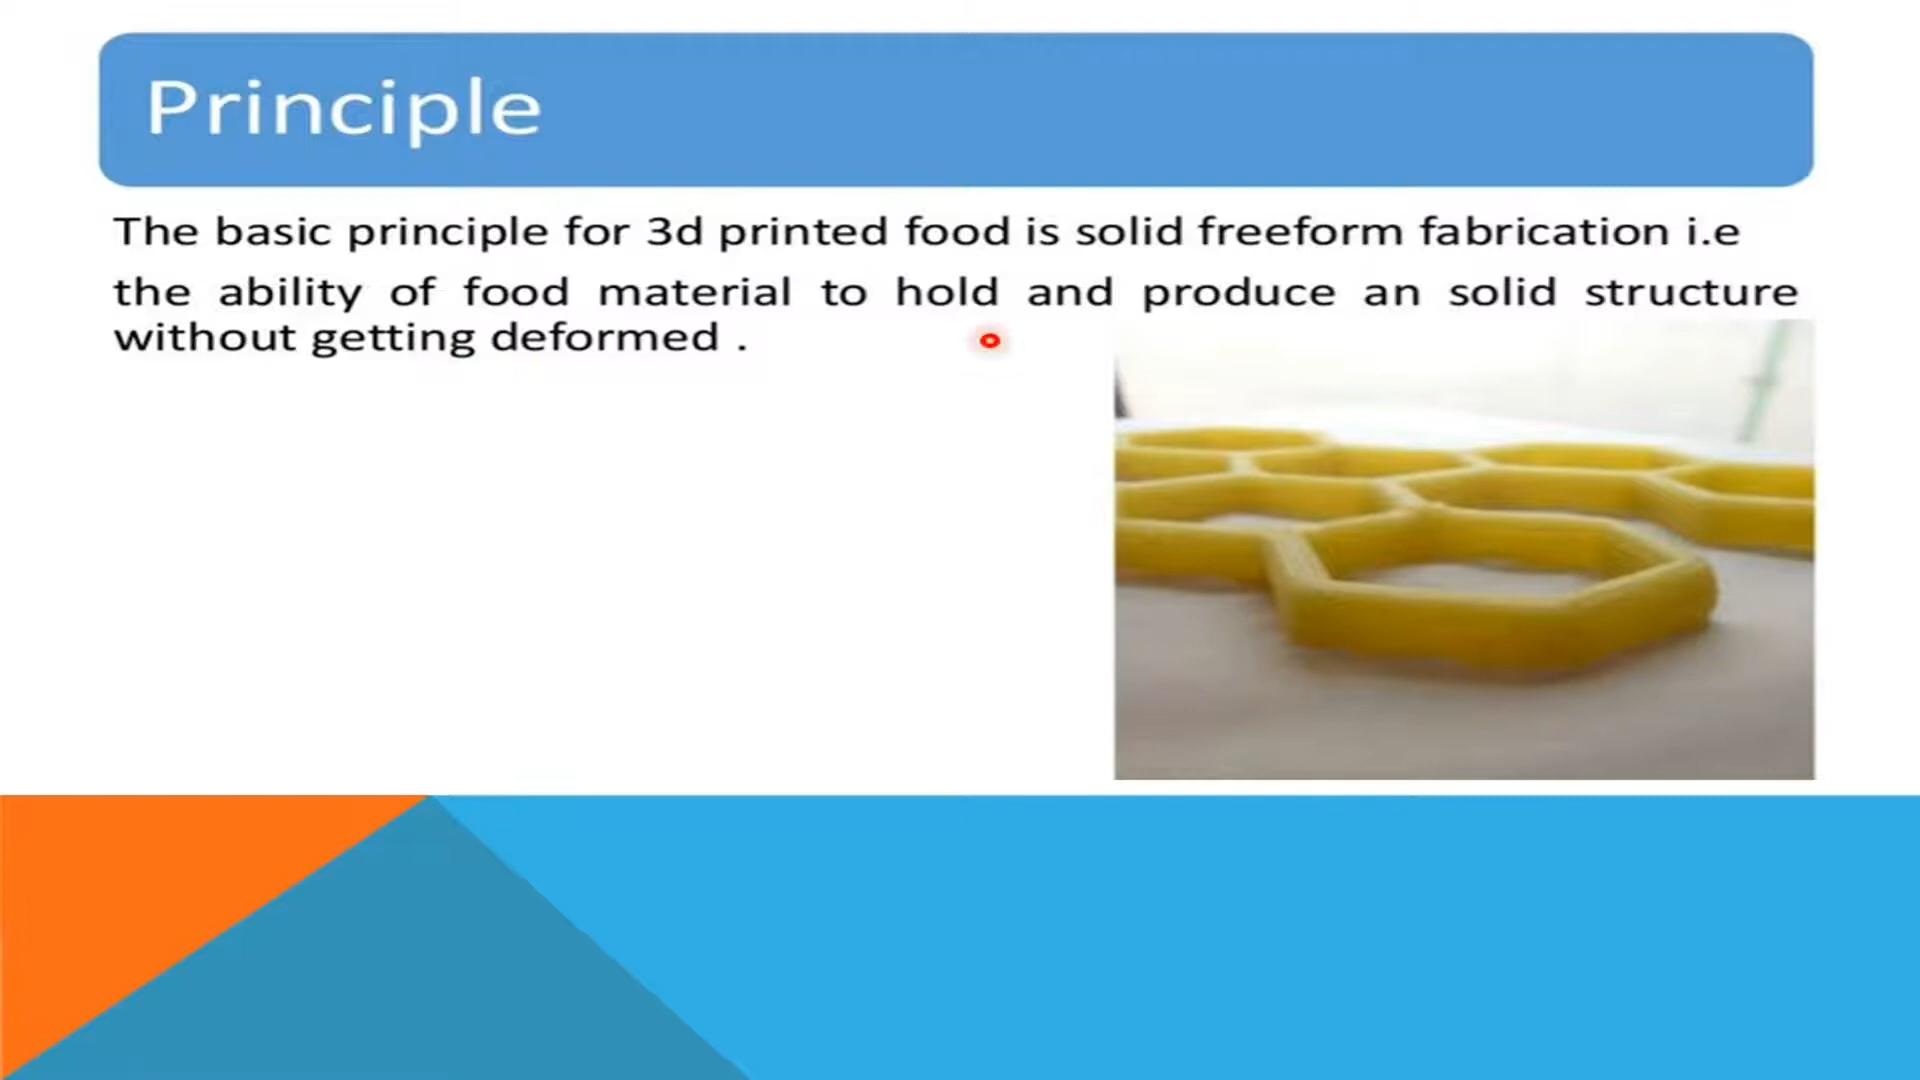 Principle
The basic principle for 3d printed food is solid freeform fabrication i.e
the ability of food material to hold and produce an solid structure
without getting deformed .